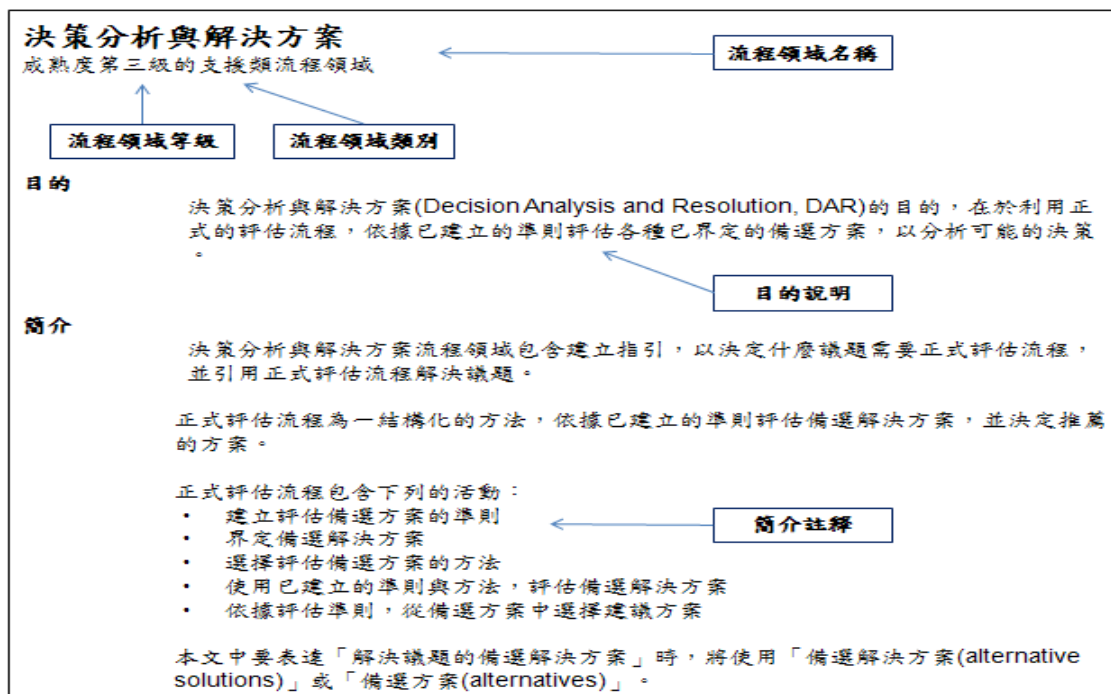 決策分析與解決方案
流程領域名稱
成熟度第三級的支援類流程領域
流程領域等級
流程領域類別
目的
決策分析與解決方案(Decision Analysis and Resolution, DAR)的目的，在於利用正
式的評估流程，依據已建立的準則評估各種已界定的備選方案，以分析可能的決策
。
目的說明
簡介
決策分析與解決方案流程領域包含建立指引，以決定什麼議題需要正式評估流程，
並引用正式評估流程解決議題。
正式評估流程為一結構化的方法，依據已建立的準則評估備選解決方案，並決定推薦
的方案。
正式評估流程包含下列的活動：
• 建立評估備選方案的準則
簡介註釋
• 界定備選解決方案
• 選擇評估備選方案的方法
• 使用已建立的準則與方法，評估備選解決方案
• 依據評估準則，從備選方案中選擇建議方案
本文中要表達「解決議題的備選解決方案」時，將使用「備選解決方案(alternative
solutions)」或「備選方案(alternatives)」。